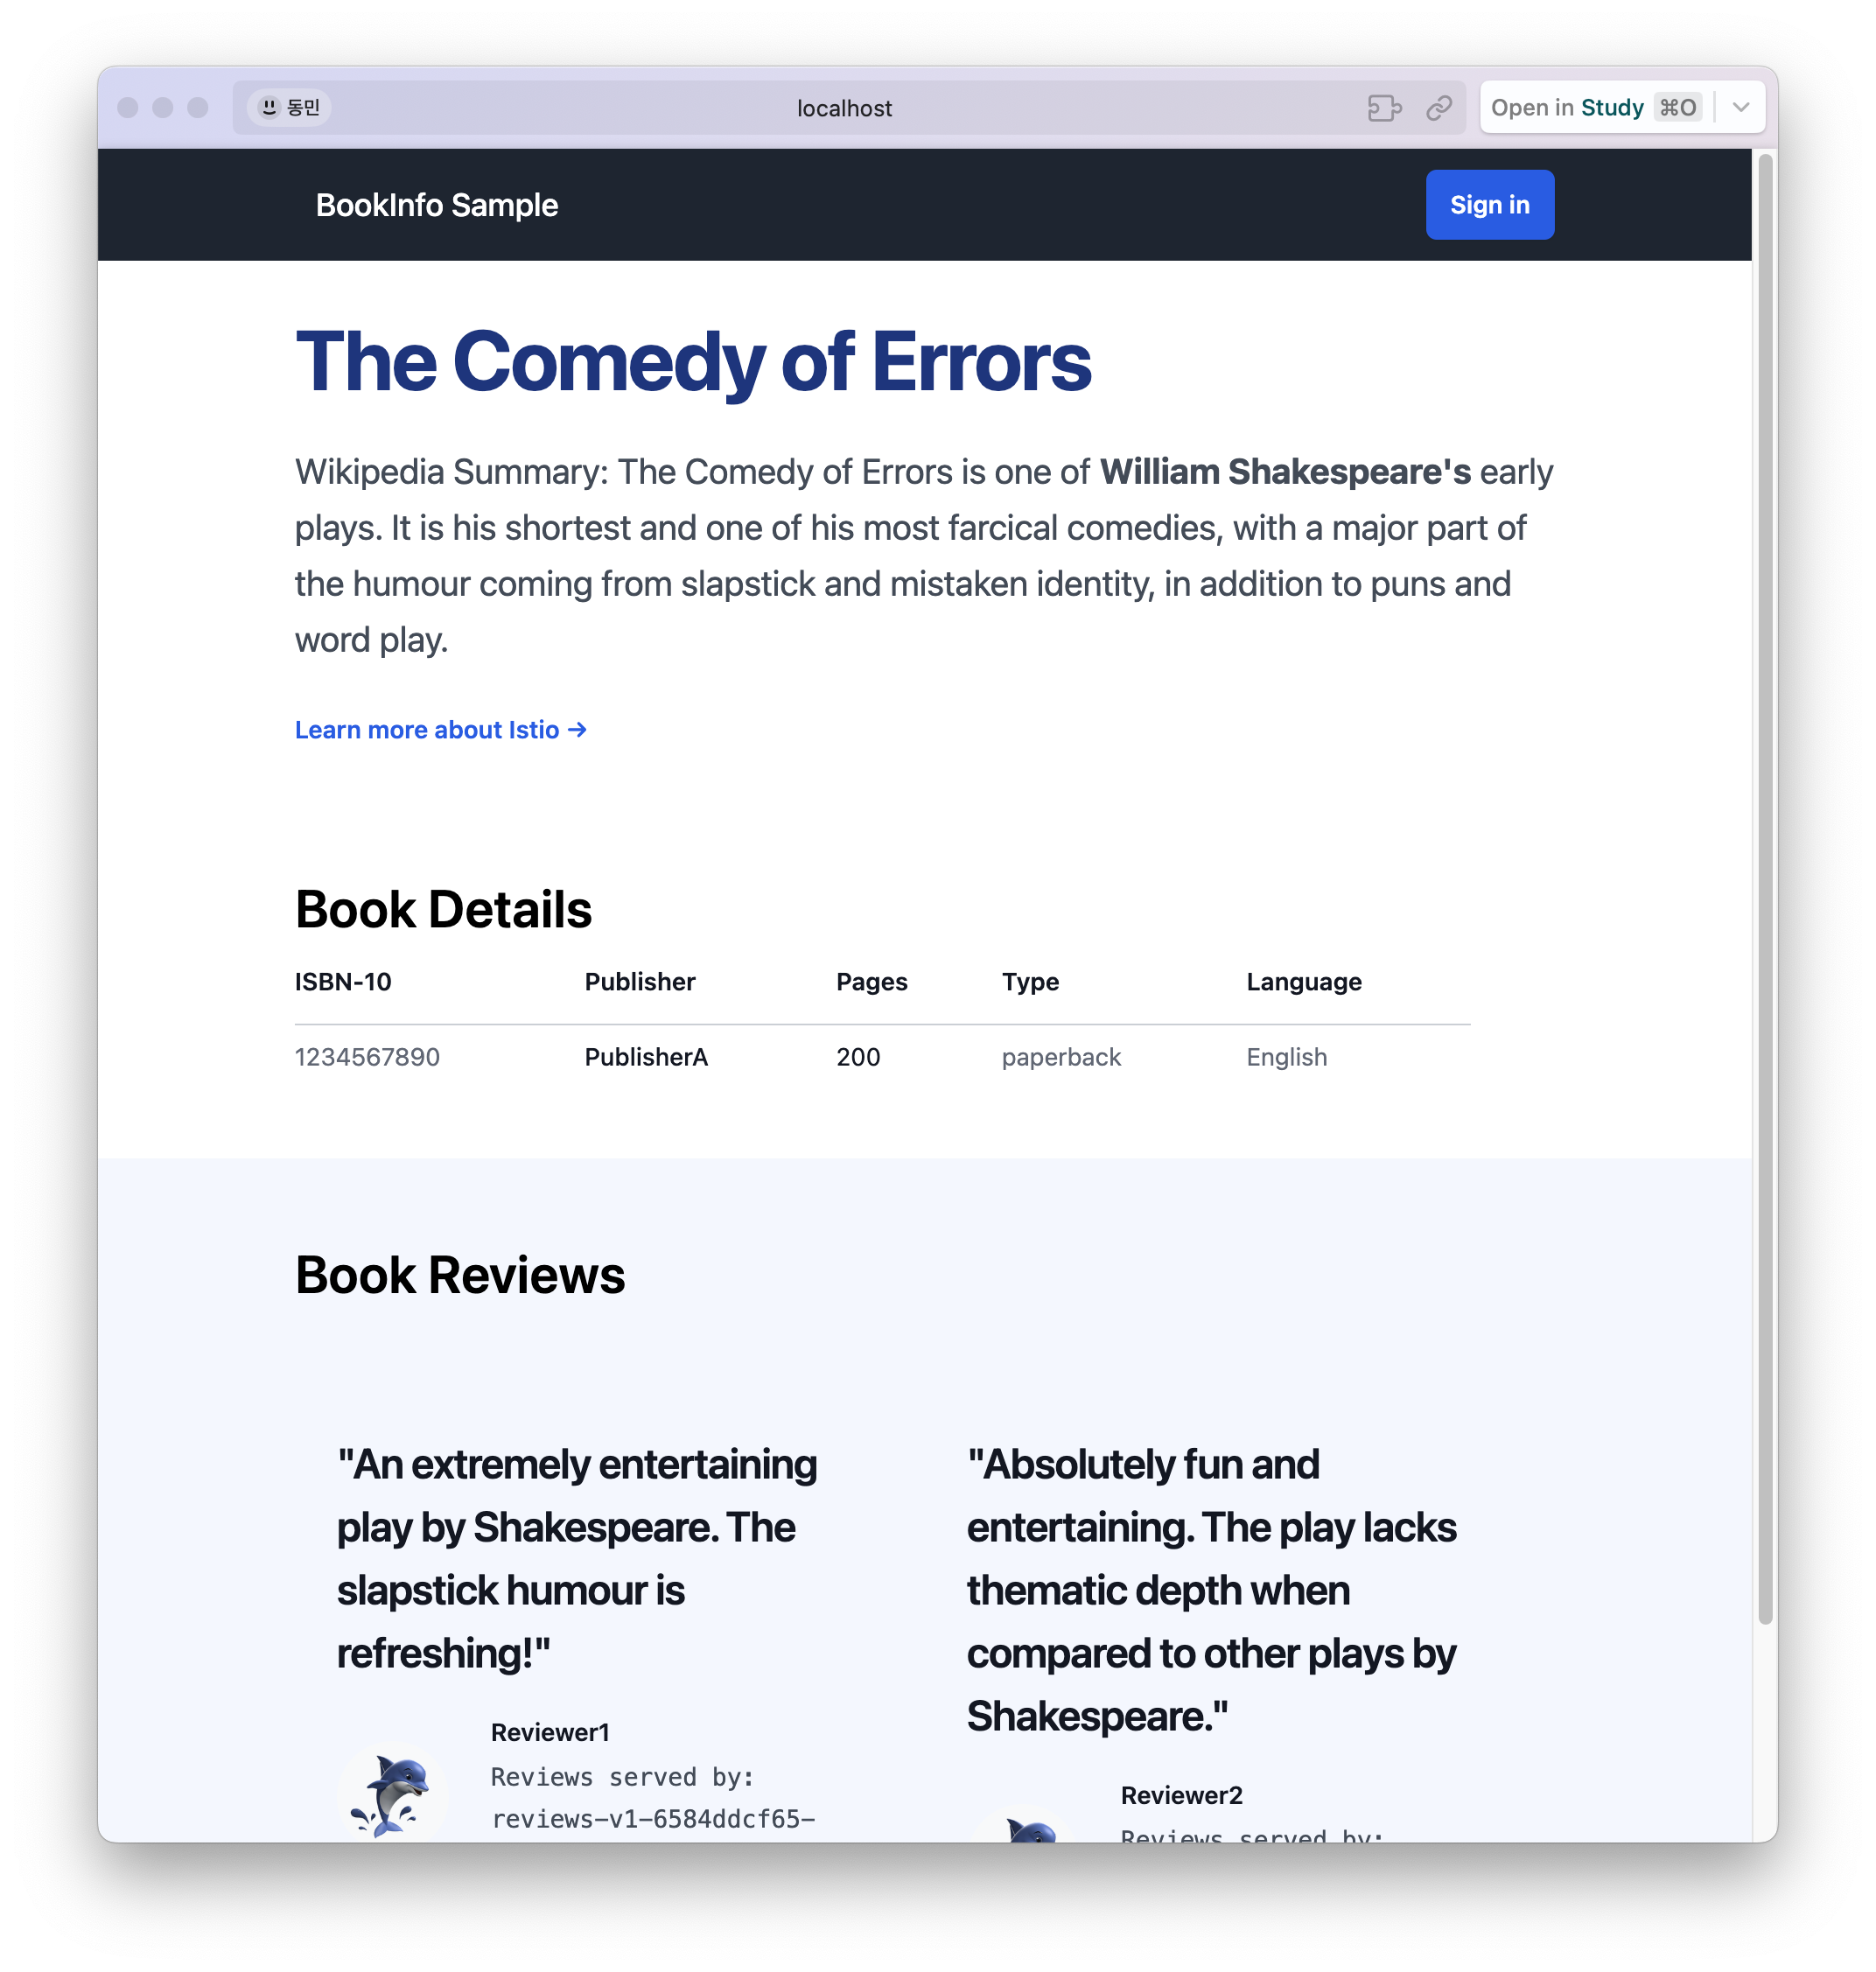 동민
localhost
Open in Study ⌘O
BookInfo Sample
Sign in
The Comedy of Errors
Wikipedia Summary: The Comedy of Errors is one of William Shakespeare's early
plays. It is his shortest and one of his most farcical comedies, with a major part of
the humour coming from slapstick and mistaken identity, in addition to puns and
word play.
Learn more about Istio →
Book Details
ISBN-10 Publisher Pages Type Language
1234567890 PublisherA 200 paperback English
Book Reviews
"An extremely entertaining
play by Shakespeare. The
slapstick humour is
refreshing!"
Reviewer1
Reviews served by:
reviews-v1-6584ddcf65-
"Absolutely fun and
entertaining. The play lacks
thematic depth when
compared to other plays by
Shakespeare."
Reviewer2
Reviews served by: